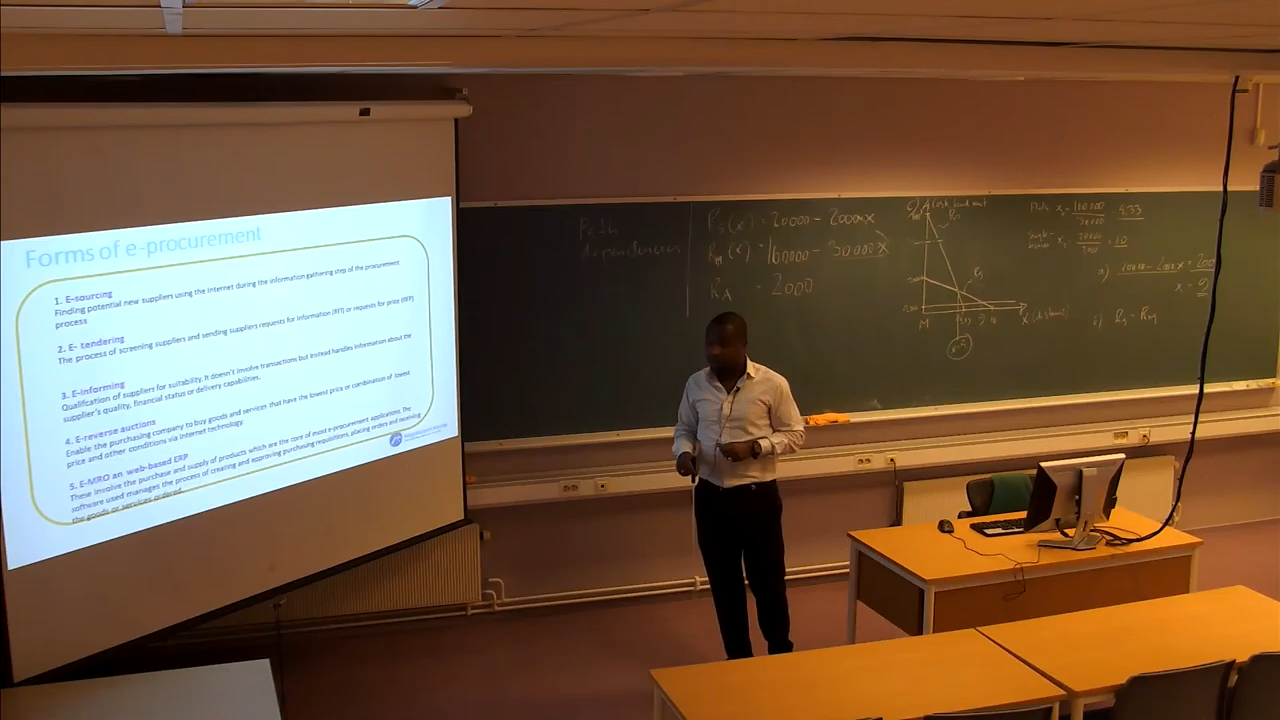 Forms of e-procurement
1. E-sourcing
Finding potential new suppliers using the Internet during the information gathering step of the procurement
process
2. E- tendering
The process of screening suppliers and sending suppliers requests for information (RFI) or requests for price (RFP)
3. E-informing
Qualification of suppliers for suitability. It doesn't involve transactions but instead handles information about the
supplier's quality, financial status or delivery capabilities.
4. E-reverse auctions
Enable the purchasing company to buy goods and services that have the lowest price or combination of lowest
price and other conditions via Internet technology.
5. E-MRO an web-based ERP
These involve the purchase and supply of products which are the core of most e-procurement applications. The
software used manages the process of creating and approving purchasing requisitions, placing orders and receiving
the goods or services ordered.
Path
dependencies
(x) = 20000 - 2000x
(x) = 160000 - 30000x
R_A = 2000
M
= 10
x = 9